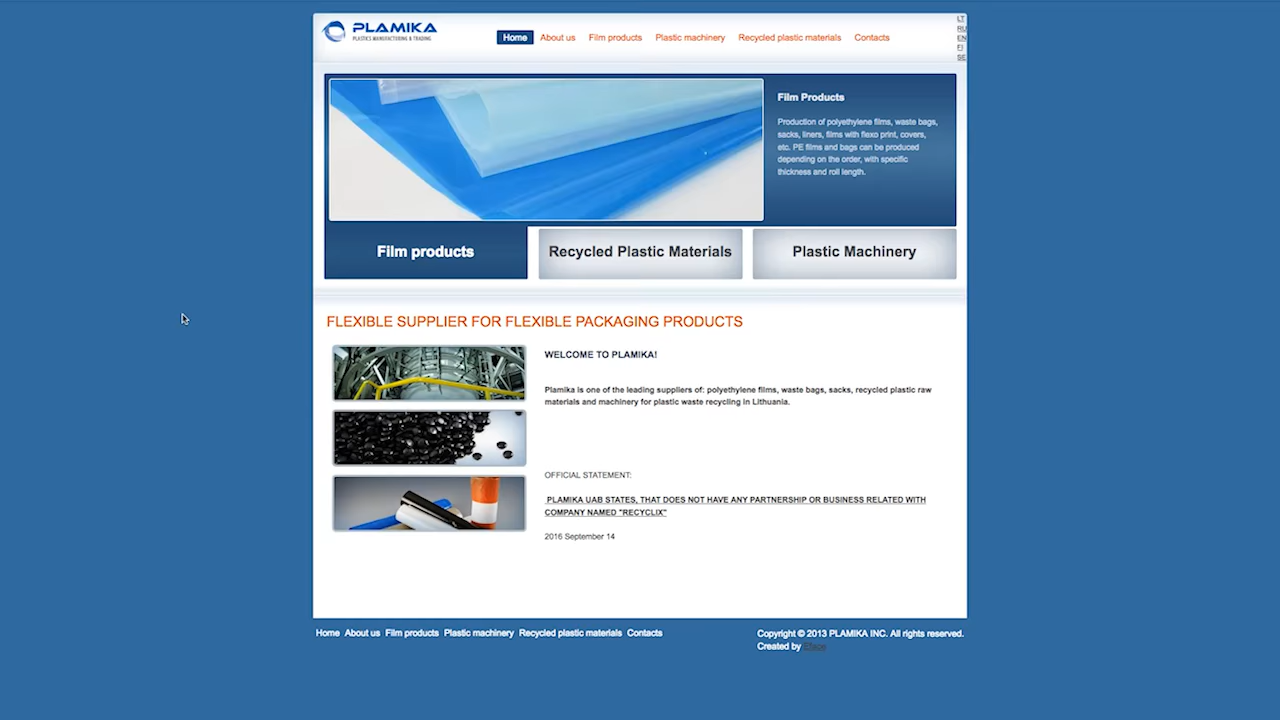 PLAMIKA
PLASTICS MANUFACTURING & TRADING
Home About us Film products Plastic machinery Recycled plastic materials Contacts
LT
RU
EN
FI
SE
Film Products
Production of polyethylene films, waste bags,
sacks, liners, films with flexo print, covers,
etc. PE films and bags can be produced
depending on the order, with specific
thickness and roll length.
Film products
Recycled Plastic Materials
Plastic Machinery
FLEXIBLE SUPPLIER FOR FLEXIBLE PACKAGING PRODUCTS
WELCOME TO PLAMIKA!
Plamika is one of the leading suppliers of: polyethylene films, waste bags, sacks, recycled plastic raw
materials and machinery for plastic waste recycling in Lithuania.
OFFICIAL STATEMENT:
PLAMIKA UAB STATES, THAT DOES NOT HAVE ANY PARTNERSHIP OR BUSINESS RELATED WITH
COMPANY NAMED "RECYCLIX"
2016 September 14
Home About us Film products Plastic machinery Recycled plastic materials Contacts
Copyright © 2013 PLAMIKA INC. All rights reserved.
Created by